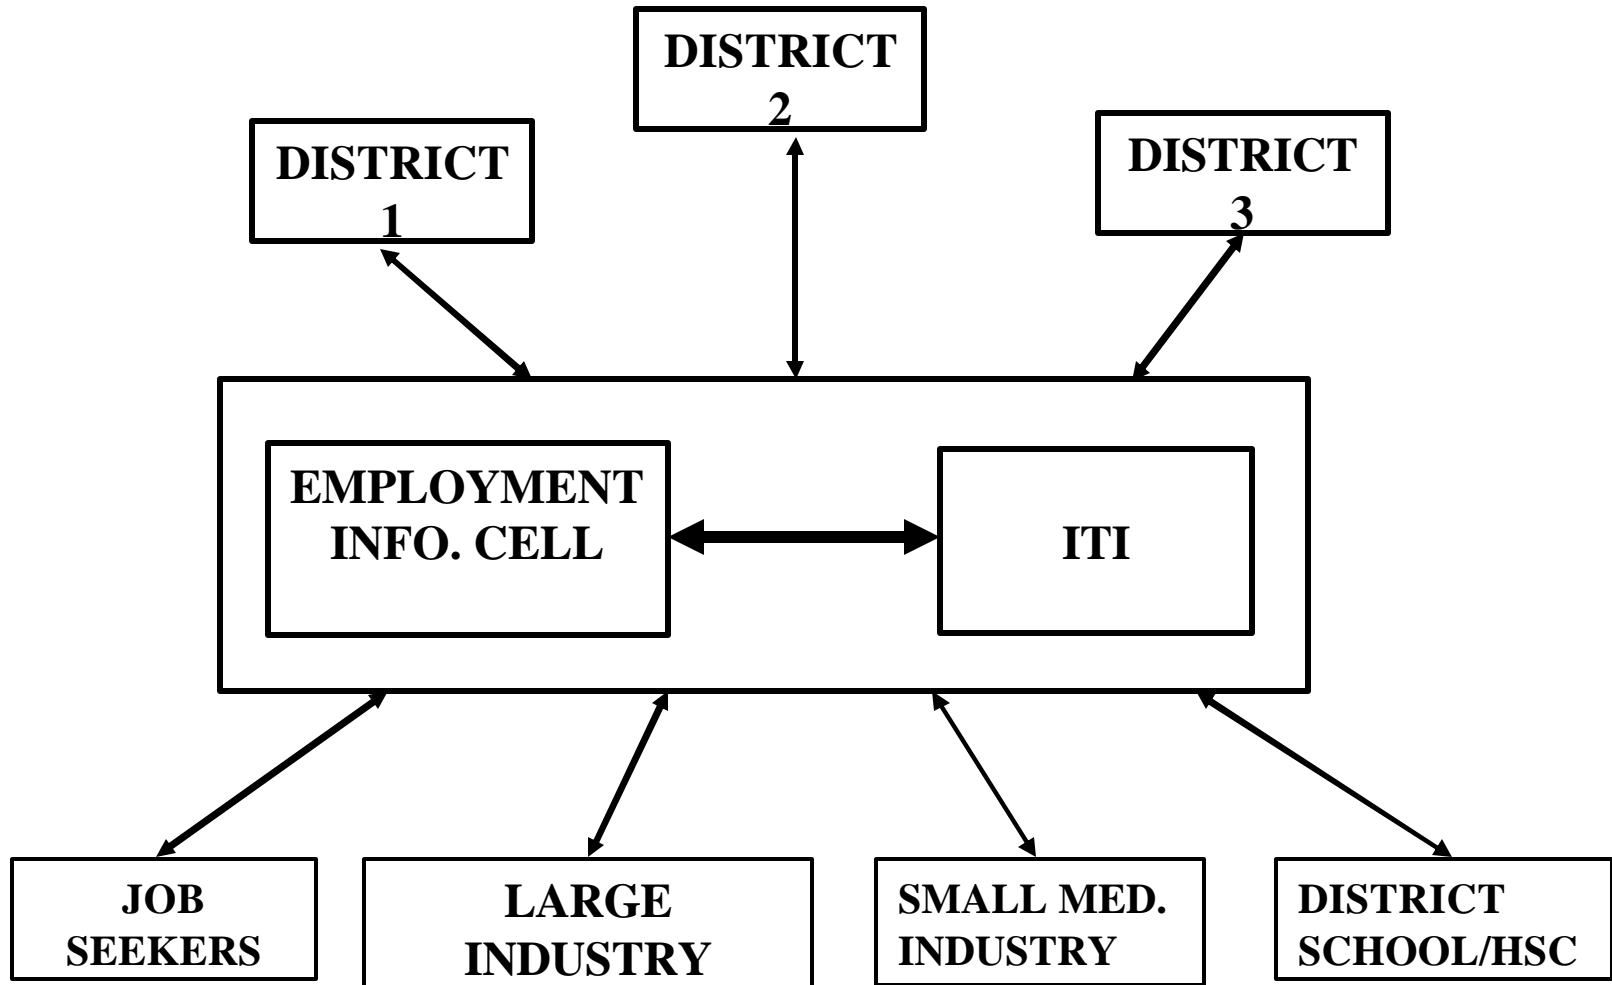 DISTRICT
2
DISTRICT
1
DISTRICT
3
EMPLOYMENT
INFO. CELL
ITI
JOB
SEEKERS
LARGE
INDUSTRY
SMALL MED.
INDUSTRY
DISTRICT
SCHOOL/HSC